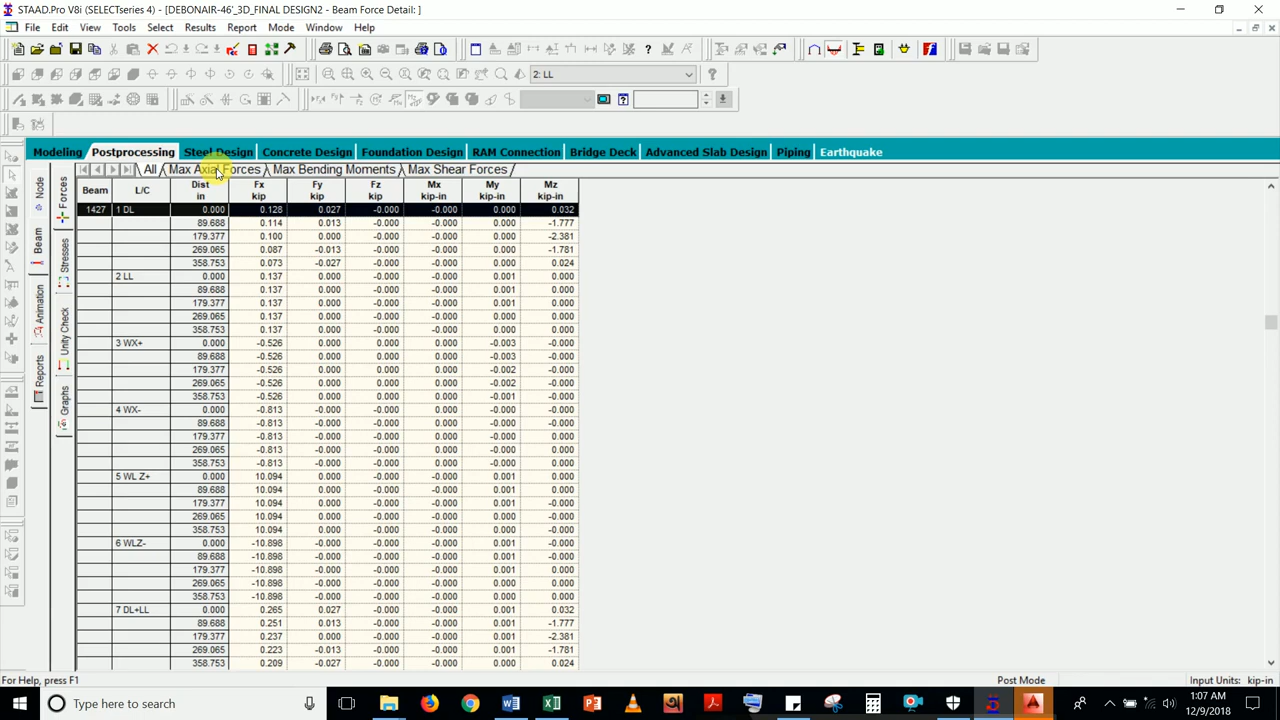 STAAD.Pro V8i (SELECTseries 4) - [DEBONAIR-46'_3D_FINAL DESIGN2 - Beam Force Detail: ]
File Edit View Tools Select Results Report Mode Window Help
2: LL
Modeling Postprocessing Steel Design Concrete Design Foundation Design RAM Connection Bridge Deck Advanced Slab Design Piping Earthquake
All Max Axial Forces Max Bending Moments Max Shear Forces
Node
Beam
Animation
Reports
Forces
Stresses
Unity Check
Graphs
Beam L/C Dist in Fx kip Fy kip Fz kip Mx kip-in My kip-in Mz kip-in
1427 1 DL 0.000 0.128 0.027 -0.000 -0.000 0.000 0.032
89.688 0.114 0.013 -0.000 -0.000 0.000 -1.777
179.377 0.100 0.000 -0.000 -0.000 0.000 -2.381
269.065 0.087 -0.013 -0.000 -0.000 0.000 -1.781
358.753 0.073 -0.027 -0.000 -0.000 0.000 0.024
2 LL 0.000 0.137 0.000 -0.000 -0.000 0.001 0.000
89.688 0.137 0.000 -0.000 -0.000 0.001 0.000
179.377 0.137 0.000 -0.000 -0.000 0.001 0.000
269.065 0.137 0.000 -0.000 -0.000 0.001 0.000
358.753 0.137 0.000 -0.000 -0.000 0.000 0.000
3 WX+ 0.000 -0.526 0.000 0.000 0.000 -0.003 -0.000
89.688 -0.526 0.000 0.000 0.000 -0.003 -0.000
179.377 -0.526 0.000 0.000 0.000 -0.002 -0.000
269.065 -0.526 0.000 0.000 0.000 -0.002 -0.000
358.753 -0.526 0.000 0.000 0.000 -0.001 -0.000
4 WX- 0.000 -0.813 -0.000 0.000 0.000 -0.000 -0.000
89.688 -0.813 -0.000 0.000 0.000 -0.000 -0.000
179.377 -0.813 -0.000 0.000 0.000 -0.000 -0.000
269.065 -0.813 -0.000 0.000 0.000 -0.000 -0.000
358.753 -0.813 -0.000 0.000 0.000 -0.000 -0.000
5 WL Z+ 0.000 10.094 0.000 -0.000 -0.000 0.001 0.000
89.688 10.094 0.000 -0.000 -0.000 0.001 0.000
179.377 10.094 0.000 -0.000 -0.000 0.001 0.000
269.065 10.094 0.000 -0.000 -0.000 0.001 0.000
358.753 10.094 0.000 -0.000 -0.000 0.001 0.000
6 WLZ- 0.000 -10.898 -0.000 -0.000 -0.000 0.001 -0.000
89.688 -10.898 -0.000 -0.000 -0.000 0.001 -0.000
179.377 -10.898 -0.000 -0.000 -0.000 0.000 -0.000
269.065 -10.898 -0.000 -0.000 -0.000 0.000 -0.000
358.753 -10.898 -0.000 -0.000 -0.000 0.000 -0.000
7 DL+LL 0.000 0.265 0.027 -0.000 -0.000 0.001 0.032
89.688 0.251 0.013 -0.000 -0.000 0.001 -1.777
179.377 0.237 0.000 -0.000 -0.000 0.001 -2.381
269.065 0.223 -0.013 -0.000 -0.000 0.001 -1.781
358.753 0.209 -0.027 -0.000 -0.000 0.000 0.024
For Help, press F1 Post Mode Input Units: kip-in
Type here to search 1:07 AM
12/9/2018